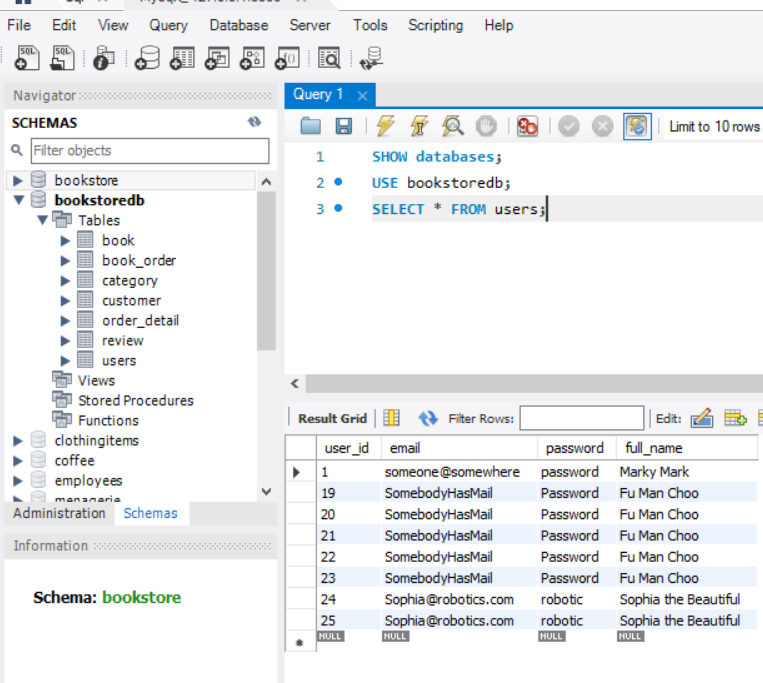 File Edit View Query Database Server Tools Scripting Help
SQL SQL
Navigator
SCHEMAS
Filter objects
bookstore
bookstoredb
Tables
book
book_order
category
customer
order_detail
review
users
Views
Stored Procedures
Functions
clothingitems
coffee
employees
menagerie
Administration Schemas
Information
Schema: bookstore
Query 1
Limit to 10 rows
1 SHOW databases;
2 USE bookstoredb;
3 SELECT * FROM users;
Result Grid Filter Rows: Edit:
user_id email password full_name
1 someone@somewhere password Marky Mark
19 SomebodyHasMail Password Fu Man Choo
20 SomebodyHasMail Password Fu Man Choo
21 SomebodyHasMail Password Fu Man Choo
22 SomebodyHasMail Password Fu Man Choo
23 SomebodyHasMail Password Fu Man Choo
24 Sophia@robotics.com robotic Sophia the Beautiful
25 Sophia@robotics.com robotic Sophia the Beautiful
NULL NULL NULL NULL